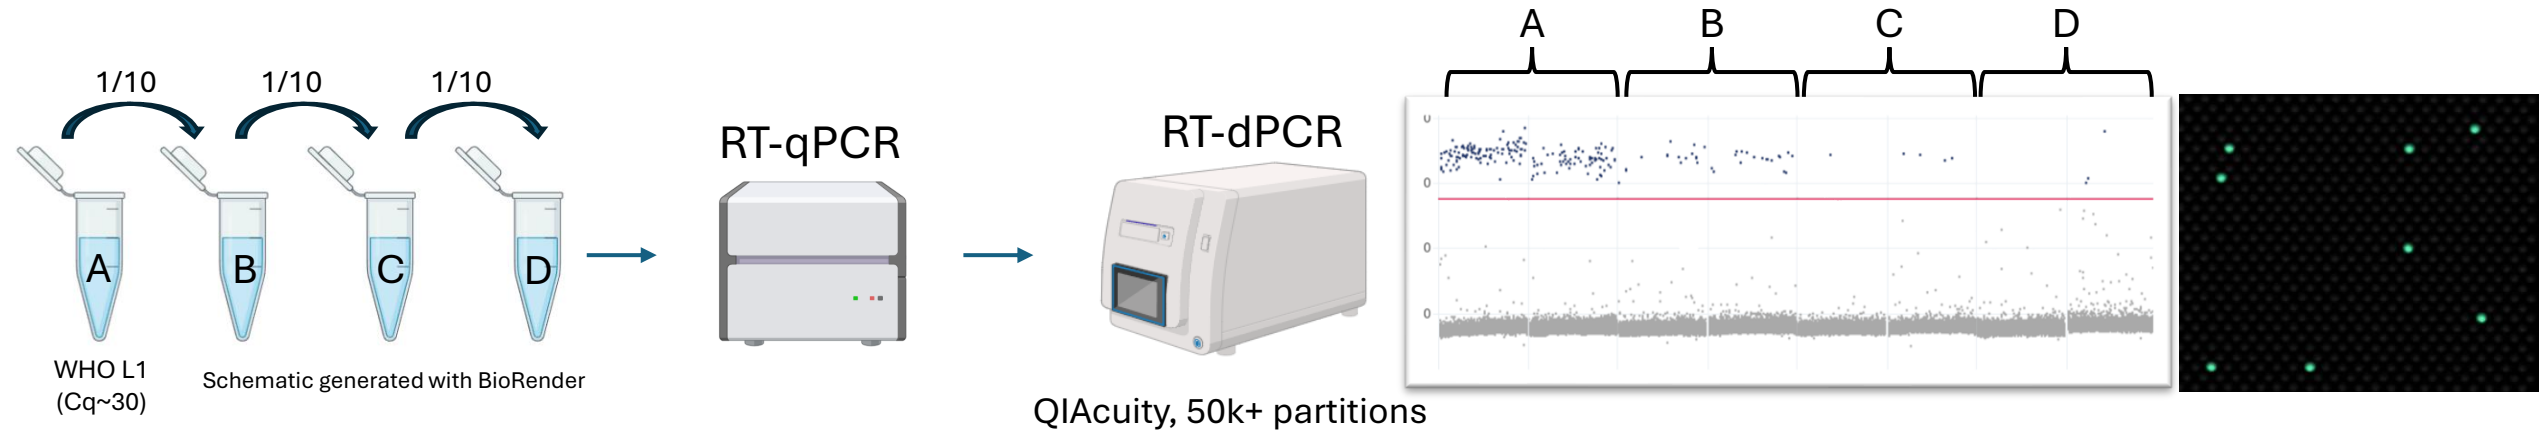 1/10
1/10
1/10
A
B
C
D
WHO L1
(Cq~30)
Schematic generated with BioRender
RT-qPCR
RT-dPCR
QIAcuity, 50k+ partitions
A
B
C
D
0
0
0